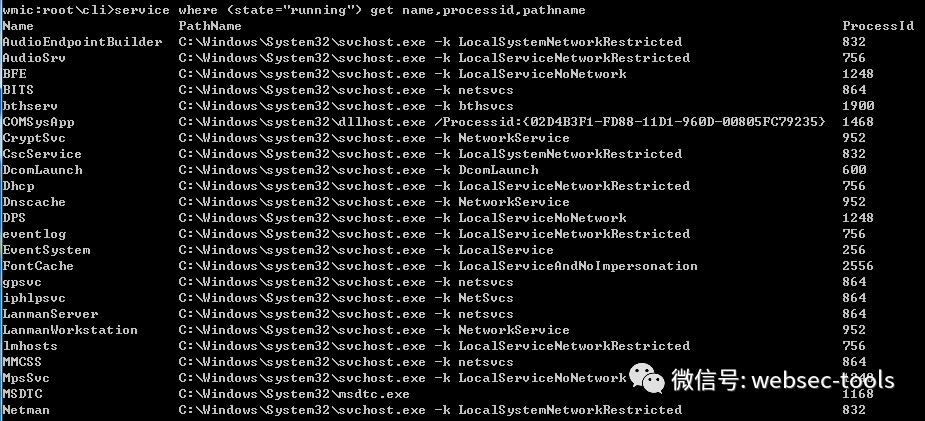 wmic:root\cli>service where (state="running") get name,processid,pathname
Name PathName ProcessId
AudioEndpointBuilder C:\Windows\System32\svchost.exe -k LocalSystemNetworkRestricted 832
AudioSrv C:\Windows\System32\svchost.exe -k LocalServiceNetworkRestricted 756
BFE C:\Windows\system32\svchost.exe -k LocalServiceNoNetwork 1248
BITS C:\Windows\System32\svchost.exe -k netsvcs 864
bthserv C:\Windows\system32\svchost.exe -k bthsvcs 1900
COMSysApp C:\Windows\system32\dllhost.exe /Processid:{02D4B3F1-FD88-11D1-960D-00805FC79235} 1468
CryptSvc C:\Windows\system32\svchost.exe -k NetworkService 952
CscService C:\Windows\System32\svchost.exe -k LocalSystemNetworkRestricted 832
DcomLaunch C:\Windows\system32\svchost.exe -k DcomLaunch 600
Dhcp C:\Windows\system32\svchost.exe -k LocalServiceNetworkRestricted 756
Dnscache C:\Windows\system32\svchost.exe -k NetworkService 952
DPS C:\Windows\System32\svchost.exe -k LocalServiceNoNetwork 1248
eventlog C:\Windows\System32\svchost.exe -k LocalServiceNetworkRestricted 756
EventSystem C:\Windows\system32\svchost.exe -k LocalService 256
FontCache C:\Windows\system32\svchost.exe -k LocalServiceAndNoImpersonation 2556
gpsvc C:\Windows\system32\svchost.exe -k netsvcs 864
iphlpsvc C:\Windows\System32\svchost.exe -k NetSvcs 864
LanmanServer C:\Windows\system32\svchost.exe -k netsvcs 864
LanmanWorkstation C:\Windows\System32\svchost.exe -k NetworkService 952
lmhosts C:\Windows\system32\svchost.exe -k LocalServiceNetworkRestricted 756
MMCSS C:\Windows\system32\svchost.exe -k netsvcs 864
MpsSvc C:\Windows\system32\svchost.exe -k LocalServiceNoNetwork
微信号: websec-tools
MSDTC C:\Windows\System32\msdtc.exe 1168
Netman C:\Windows\System32\svchost.exe -k LocalSystemNetworkRestricted 832